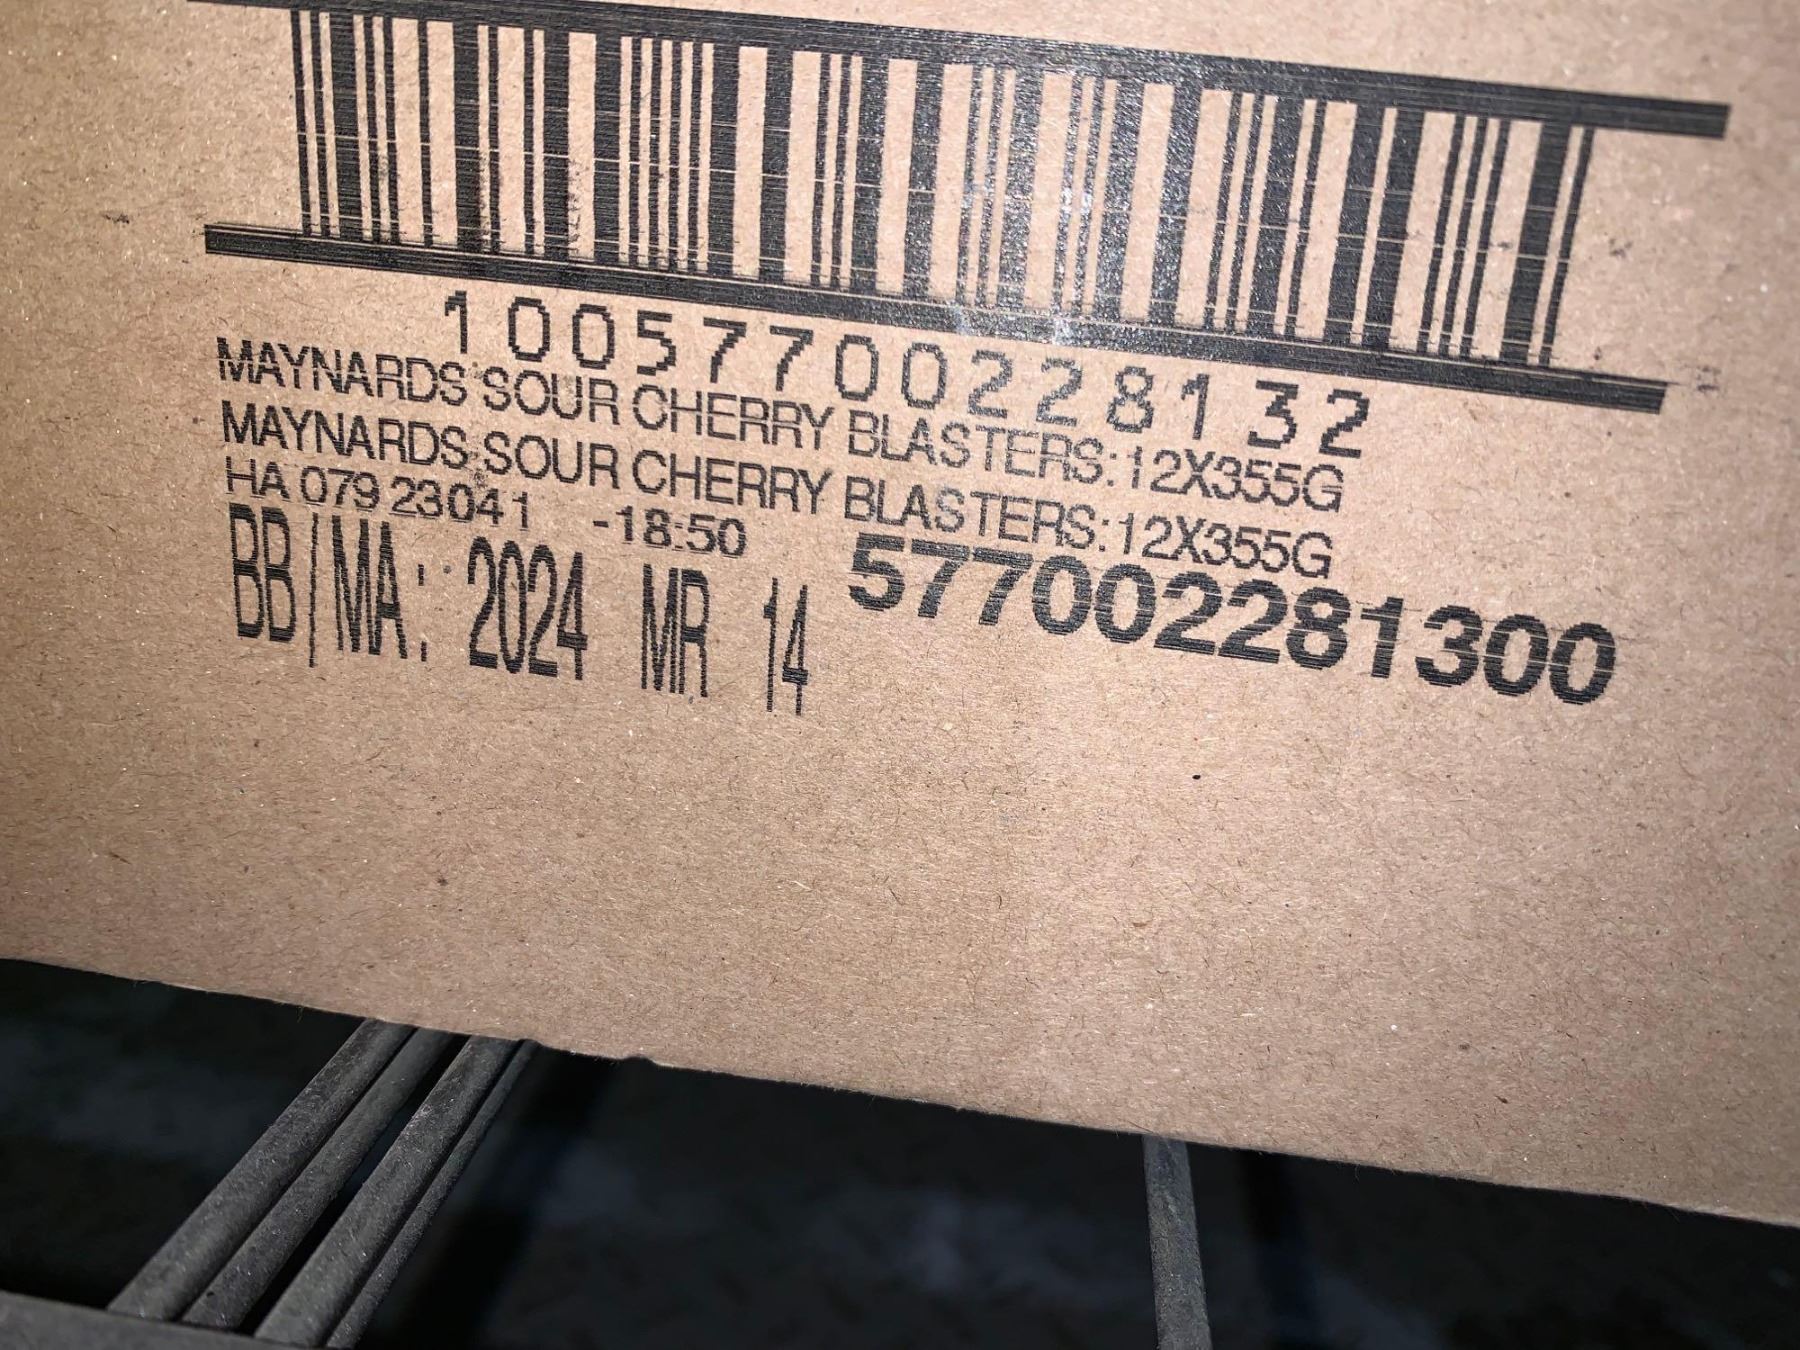 10057700228132
MAYNARDS SOUR CHERRY BLASTERS:12X355G
MAYNARDS SOUR CHERRY BLASTERS:12X355G
HA 079 23041 -18:50
BB/MA: 2024 MR 14 577002281300